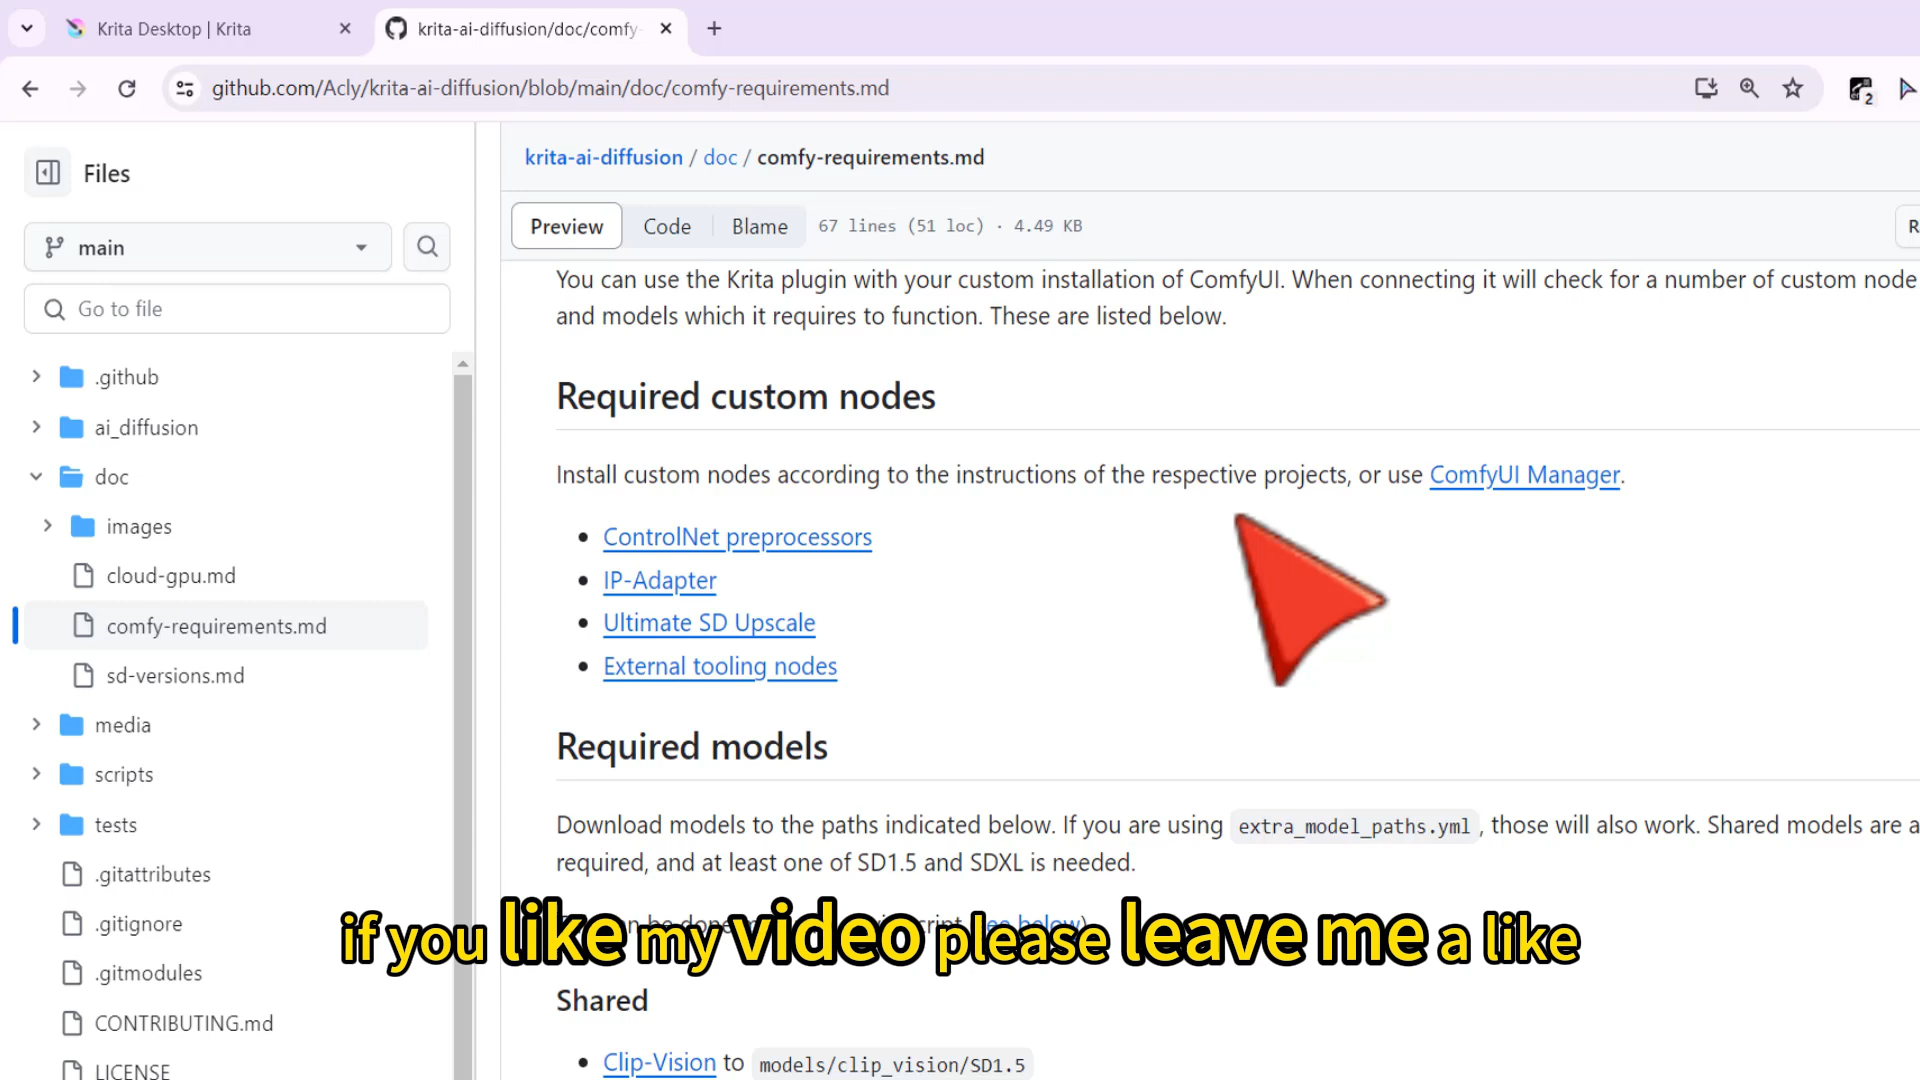 Krita Desktop | Krita
krita-ai-diffusion/doc/comfy-
github.com/Acly/krita-ai-diffusion/blob/main/doc/comfy-requirements.md
2
Files
main
Go to file
.github
ai_diffusion
doc
images
cloud-gpu.md
comfy-requirements.md
sd-versions.md
media
scripts
tests
.gitattributes
.gitignore
.gitmodules
CONTRIBUTING.md
LICENSE
krita-ai-diffusion / doc / comfy-requirements.md
Preview Code Blame 67 lines (51 loc) · 4.49 KB
R
You can use the Krita plugin with your custom installation of ComfyUI. When connecting it will check for a number of custom node
and models which it requires to function. These are listed below.
Required custom nodes
Install custom nodes according to the instructions of the respective projects, or use ComfyUI Manager.
• ControlNet preprocessors
• IP-Adapter
• Ultimate SD Upscale
• External tooling nodes
Required models
Download models to the paths indicated below. If you are using extra_model_paths.yml , those will also work. Shared models are a
required, and at least one of SD1.5 and SDXL is needed.
if you like my video please leave me a like
Shared
• Clip-Vision to models/clip_vision/SD1.5